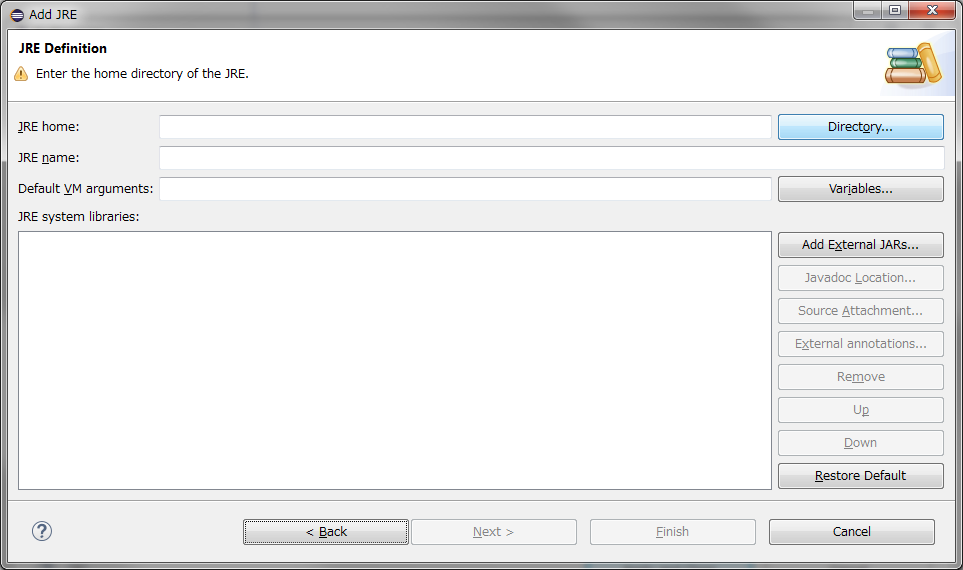 Add JRE
JRE Definition
Enter the home directory of the JRE.
JRE home:
Directory...
JRE name:
Default VM arguments:
Variables...
JRE system libraries:
Add External JARs...
Javadoc Location...
Source Attachment...
External annotations...
Remove
Up
Down
Restore Default
?
< Back
Next >
Finish
Cancel